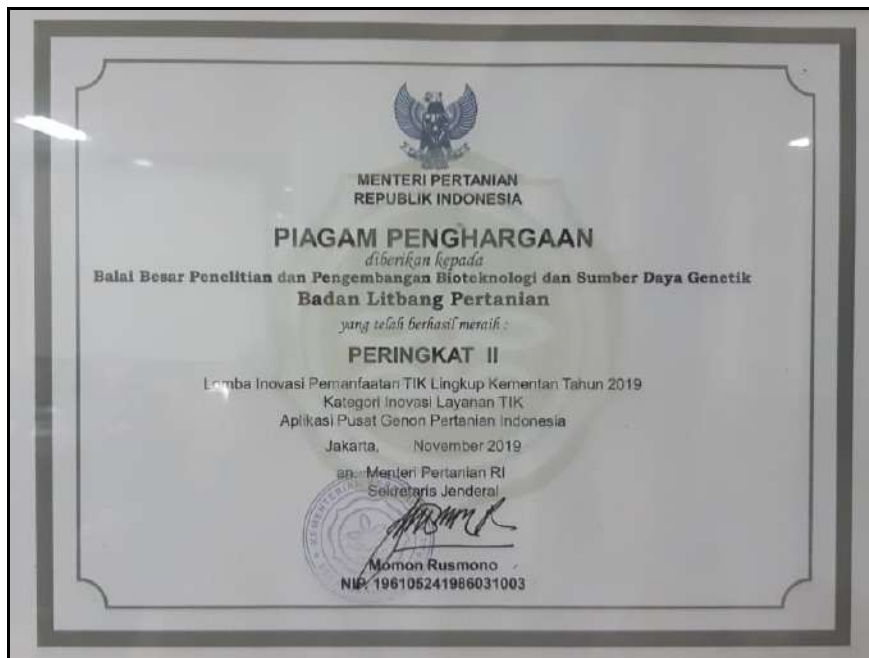 MENTERI PERTANIAN
REPUBLIK INDONESIA
PIAGAM PENGHARGAAN
diberikan kepada
Balai Besar Penelitian dan Pengembangan Bioteknologi dan Sumber Daya Genetik
Badan Litbang Pertanian
yang telah berhasil meraih :
PERINGKAT II
Lomba Inovasi Pemanfaatan TIK Lingkup Kementan Tahun 2019
Kategori Inovasi Layanan TIK
Aplikasi Pusat Genon Pertanian Indonesia
Jakarta, November 2019
an. Menteri Pertanian RI
Sekretaris Jenderal
Momon Rusmono
NIP. 196105241986031003